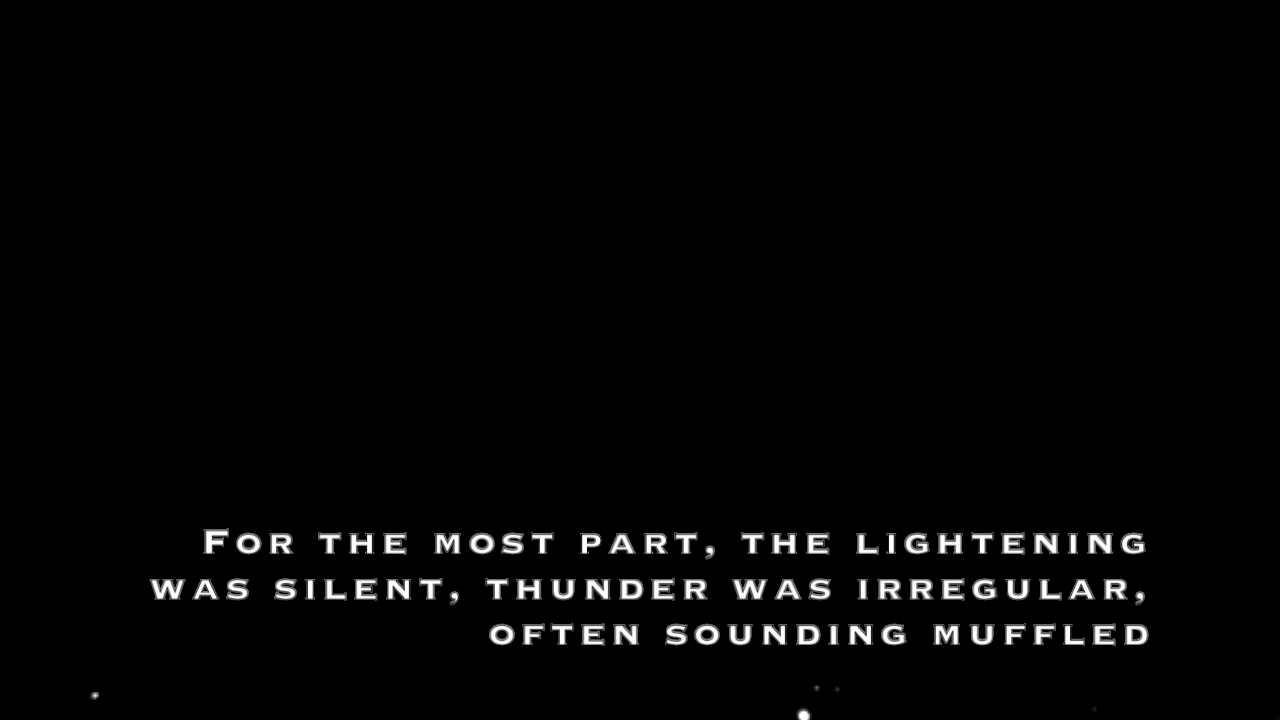 For the most part, the lightening
was silent, thunder was irregular,
often sounding muffled